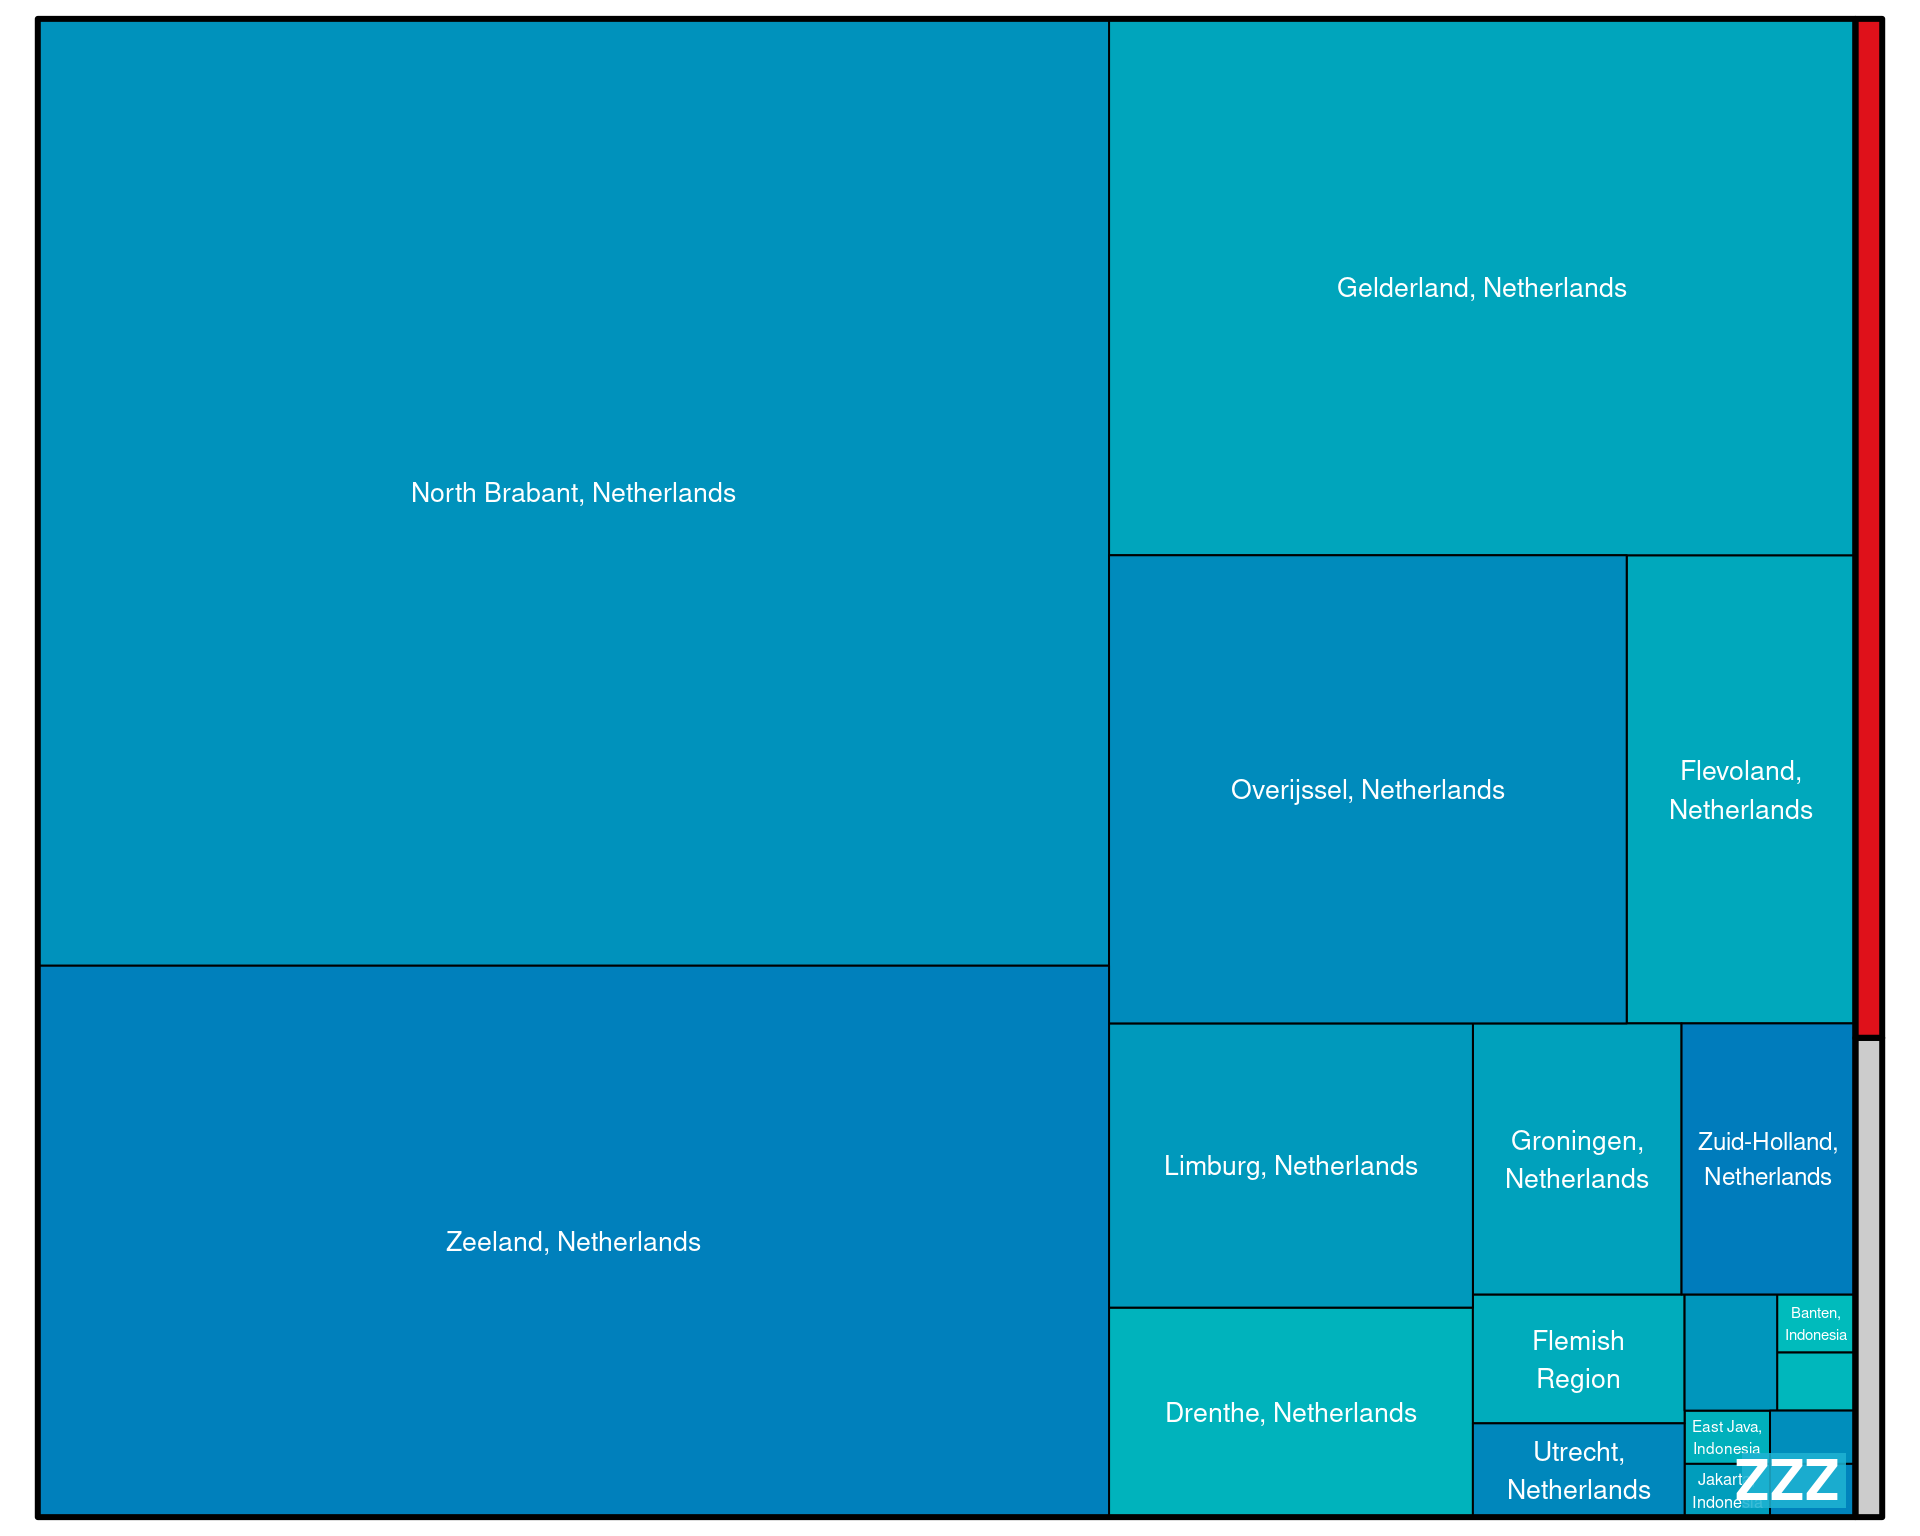 North Brabant, Netherlands
Gelderland, Netherlands
Overijssel, Netherlands
Flevoland,
Netherlands
Zeeland, Netherlands
Limburg, Netherlands
Groningen,
Netherlands
Zuid-Holland,
Netherlands
Drenthe, Netherlands
Flemish
Region
Utrecht,
Netherlands
Banten,
Indonesia
East Java,
Indonesia
ZZZ